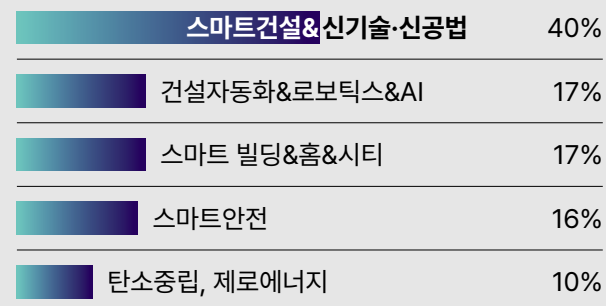 스마트건설&신기술·신공법 40%
건설자동화&로보틱스&AI 17%
스마트 빌딩&홈&시티 17%
스마트안전 16%
탄소중립, 제로에너지 10%